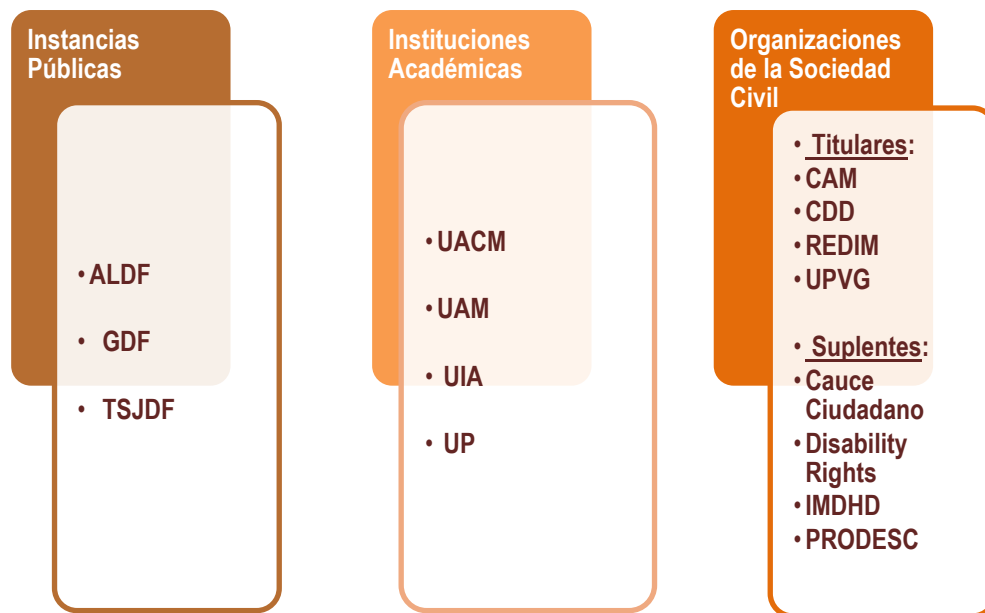 Instancias
Públicas
• ALDF
• GDF
• TSJDF
Instituciones
Académicas
• UACM
• UAM
• UIA
• UP
Organizaciones
de la Sociedad
Civil
• Titulares:
• CAM
• CDD
• REDIM
• UPVG
• Suplentes:
• Cauce
Ciudadano
• Disability
Rights
• IMDHD
• PRODESC